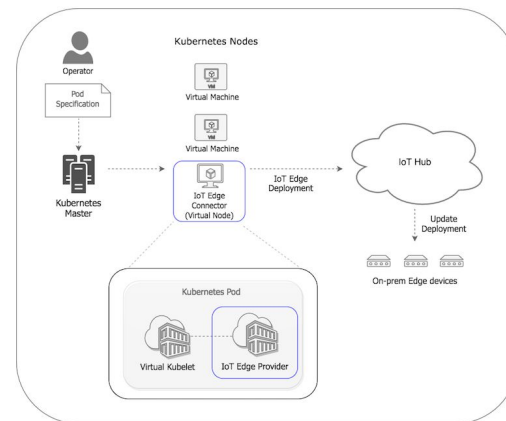 Kubernetes Nodes
Operator
Pod
Specification
VM
Virtual Machine
VM
Virtual Machine
Kubernetes
Master
IoT Edge
Connector
(Virtual Node)
IoT Edge
Deployment
IoT Hub
Update
Deployment
On-prem Edge devices
Kubernetes Pod
Virtual Kubelet
IoT Edge Provider